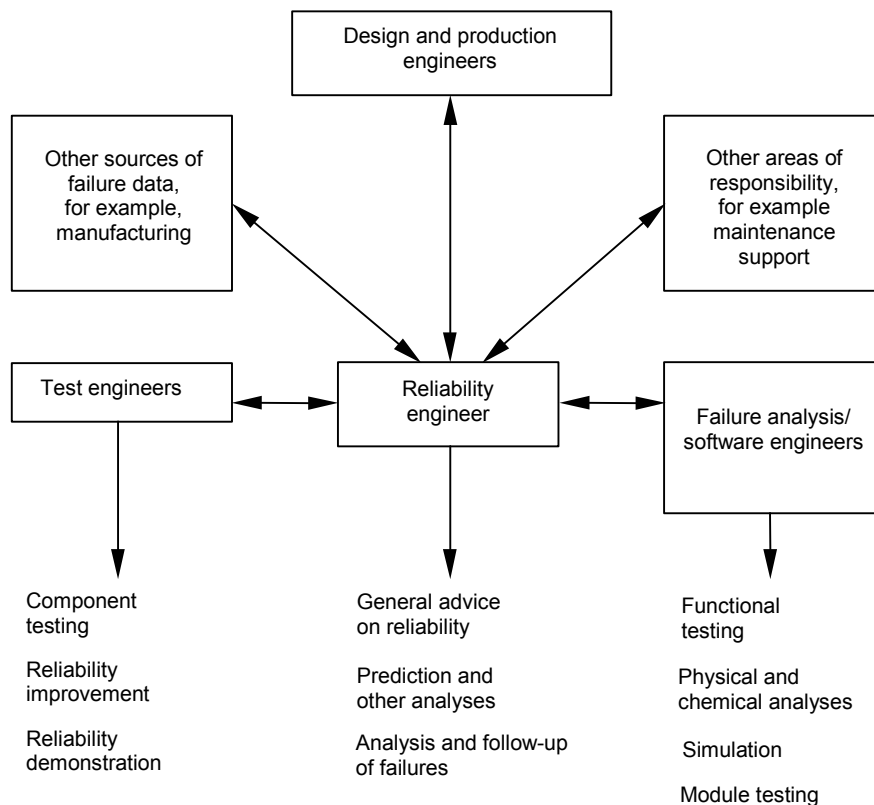 Design and production
engineers
Other sources of
failure data,
for example,
manufacturing
Other areas of
responsibility,
for example
maintenance
support
Test engineers
Reliability
engineer
Failure analysis/
software engineers
Component
testing
Reliability
improvement
Reliability
demonstration
General advice
on reliability
Prediction and
other analyses
Analysis and follow-up
of failures
Functional
testing
Physical and
chemical analyses
Simulation
Module testing